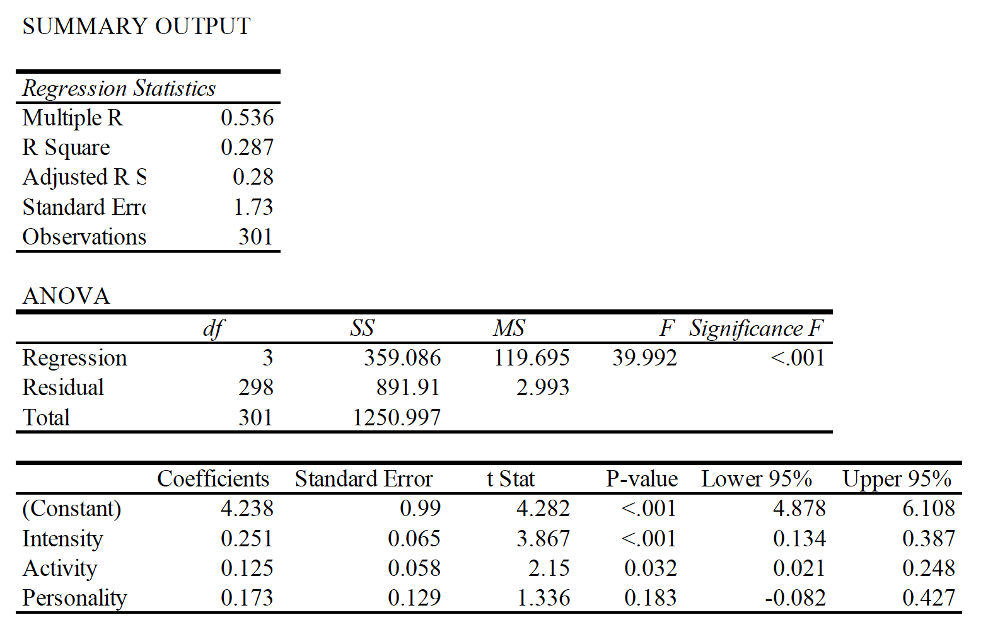 SUMMARY OUTPUT
Regression Statistics
Multiple R 0.536
R Square 0.287
Adjusted R S 0.28
Standard Erro 1.73
Observations 301
ANOVA
df SS MS F Significance F
Regression 3 359.086 119.695 39.992 <.001
Residual 298 891.91 2.993
Total 301 1250.997
Coefficients Standard Error t Stat P-value Lower 95% Upper 95%
(Constant) 4.238 0.99 4.282 <.001 4.878 6.108
Intensity 0.251 0.065 3.867 <.001 0.134 0.387
Activity 0.125 0.058 2.15 0.032 0.021 0.248
Personality 0.173 0.129 1.336 0.183 -0.082 0.427